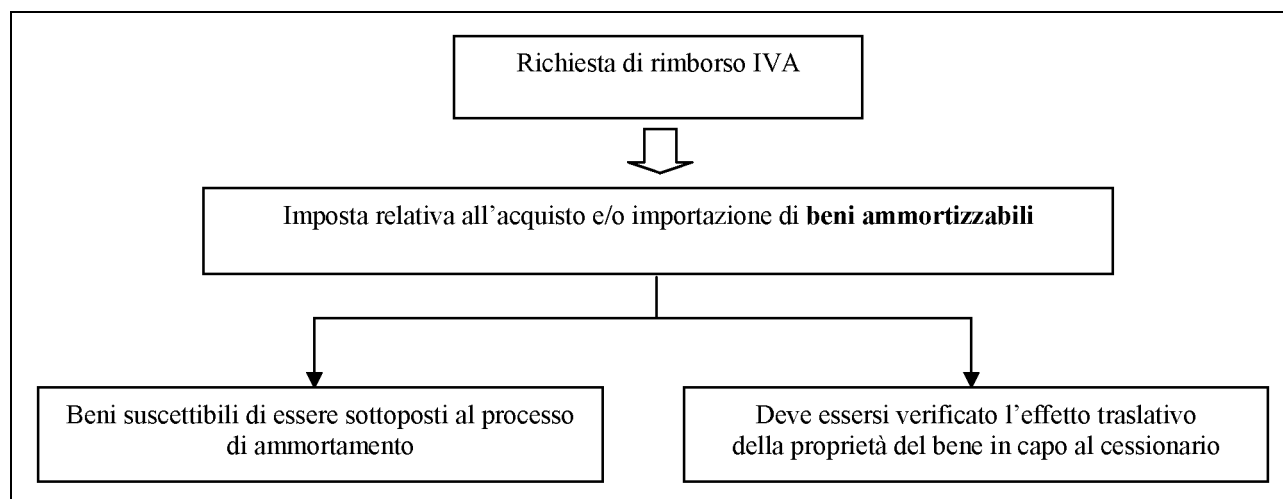 Richiesta di rimborso IVA
Imposta relativa all’acquisto e/o importazione di beni ammortizzabili
Beni suscettibili di essere sottoposti al processo
di ammortamento
Deve essersi verificato l’effetto traslativo
della proprietà del bene in capo al cessionario